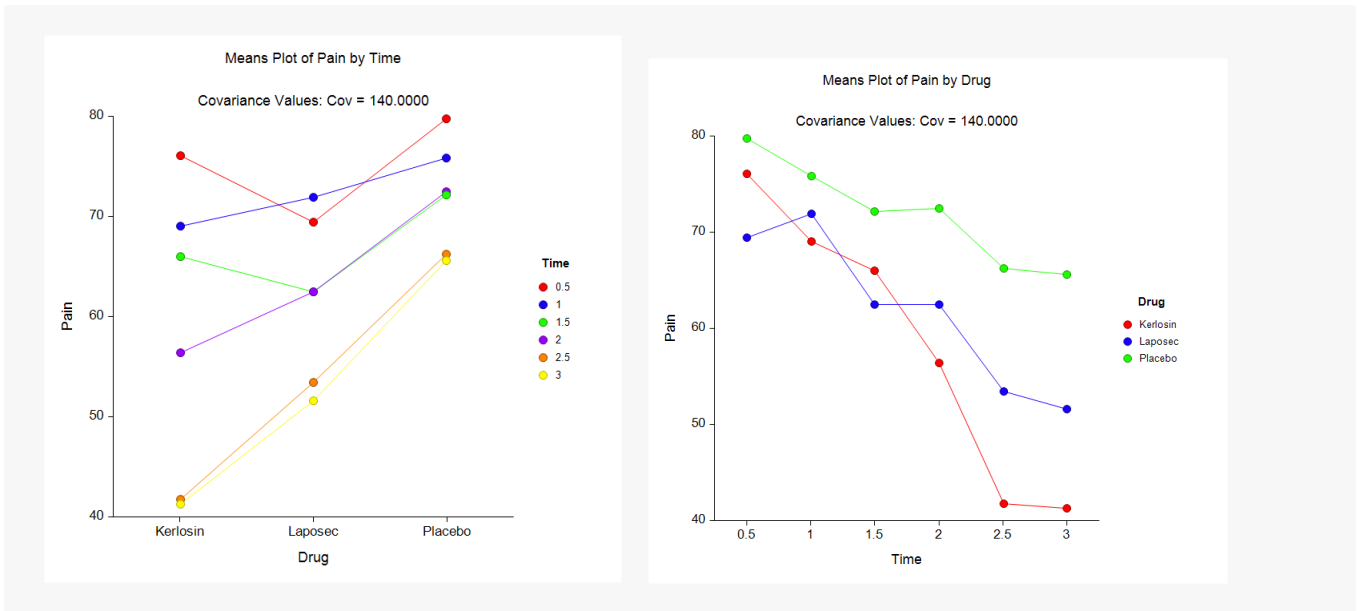 Means Plot of Pain by Time
Covariance Values: Cov = 140.0000
80
70
60
50
40
Pain
Kerlosin
Laposec
Placebo
Drug
Time
0.5
1
1.5
2
2.5
3
Means Plot of Pain by Drug
Covariance Values: Cov = 140.0000
80
70
60
50
40
Pain
0.5
1
1.5
2
2.5
3
Time
Drug
Kerlosin
Laposec
Placebo